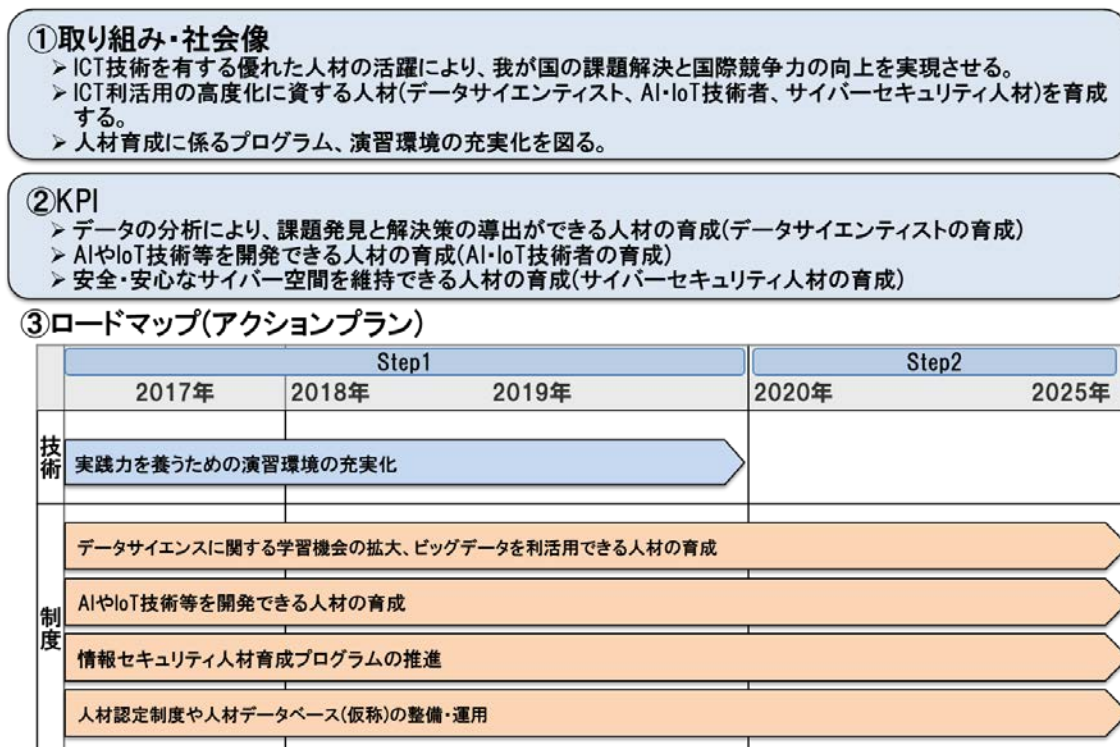 ①取り組み・社会像
➢ ICT技術を有する優れた人材の活躍により、我が国の課題解決と国際競争力の向上を実現させる。
➢ ICT利活用の高度化に資する人材(データサイエンティスト、AI・IoT技術者、サイバーセキュリティ人材)を育成
する。
➢ 人材育成に係るプログラム、演習環境の充実化を図る。
②KPI
➢ データの分析により、課題発見と解決策の導出ができる人材の育成(データサイエンティストの育成)
➢ AIやIoT技術等を開発できる人材の育成(AI・IoT技術者の育成)
➢ 安全・安心なサイバー空間を維持できる人材の育成(サイバーセキュリティ人材の育成)
③ロードマップ(アクションプラン)
Step1 Step2
2017年 2018年 2019年 2020年 2025年
技術
実践力を養うための演習環境の充実化
制度
データサイエンスに関する学習機会の拡大、ビッグデータを利活用できる人材の育成
AIやIoT技術等を開発できる人材の育成
情報セキュリティ人材育成プログラムの推進
人材認定制度や人材データベース(仮称)の整備・運用